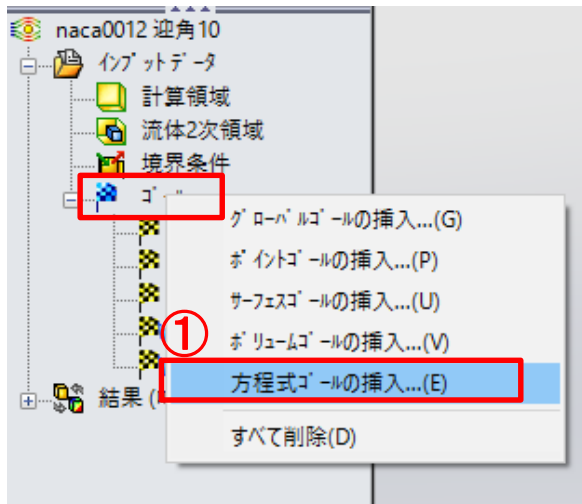 naca0012 迎角10
ｲﾝﾌﾟｯﾄﾃﾞｰﾀ
計算領域
流体2次領域
境界条件
ｺﾞｰﾙ
ｸﾞﾛｰﾊﾞﾙｺﾞｰﾙの挿入...(G)
ﾎﾟｲﾝﾄｺﾞｰﾙの挿入...(P)
ｻｰﾌｪｽｺﾞｰﾙの挿入...(U)
①
ﾎﾞﾘｭｰﾑｺﾞｰﾙの挿入...(V)
方程式ｺﾞｰﾙの挿入...(E)
結果 (
すべて削除(D)